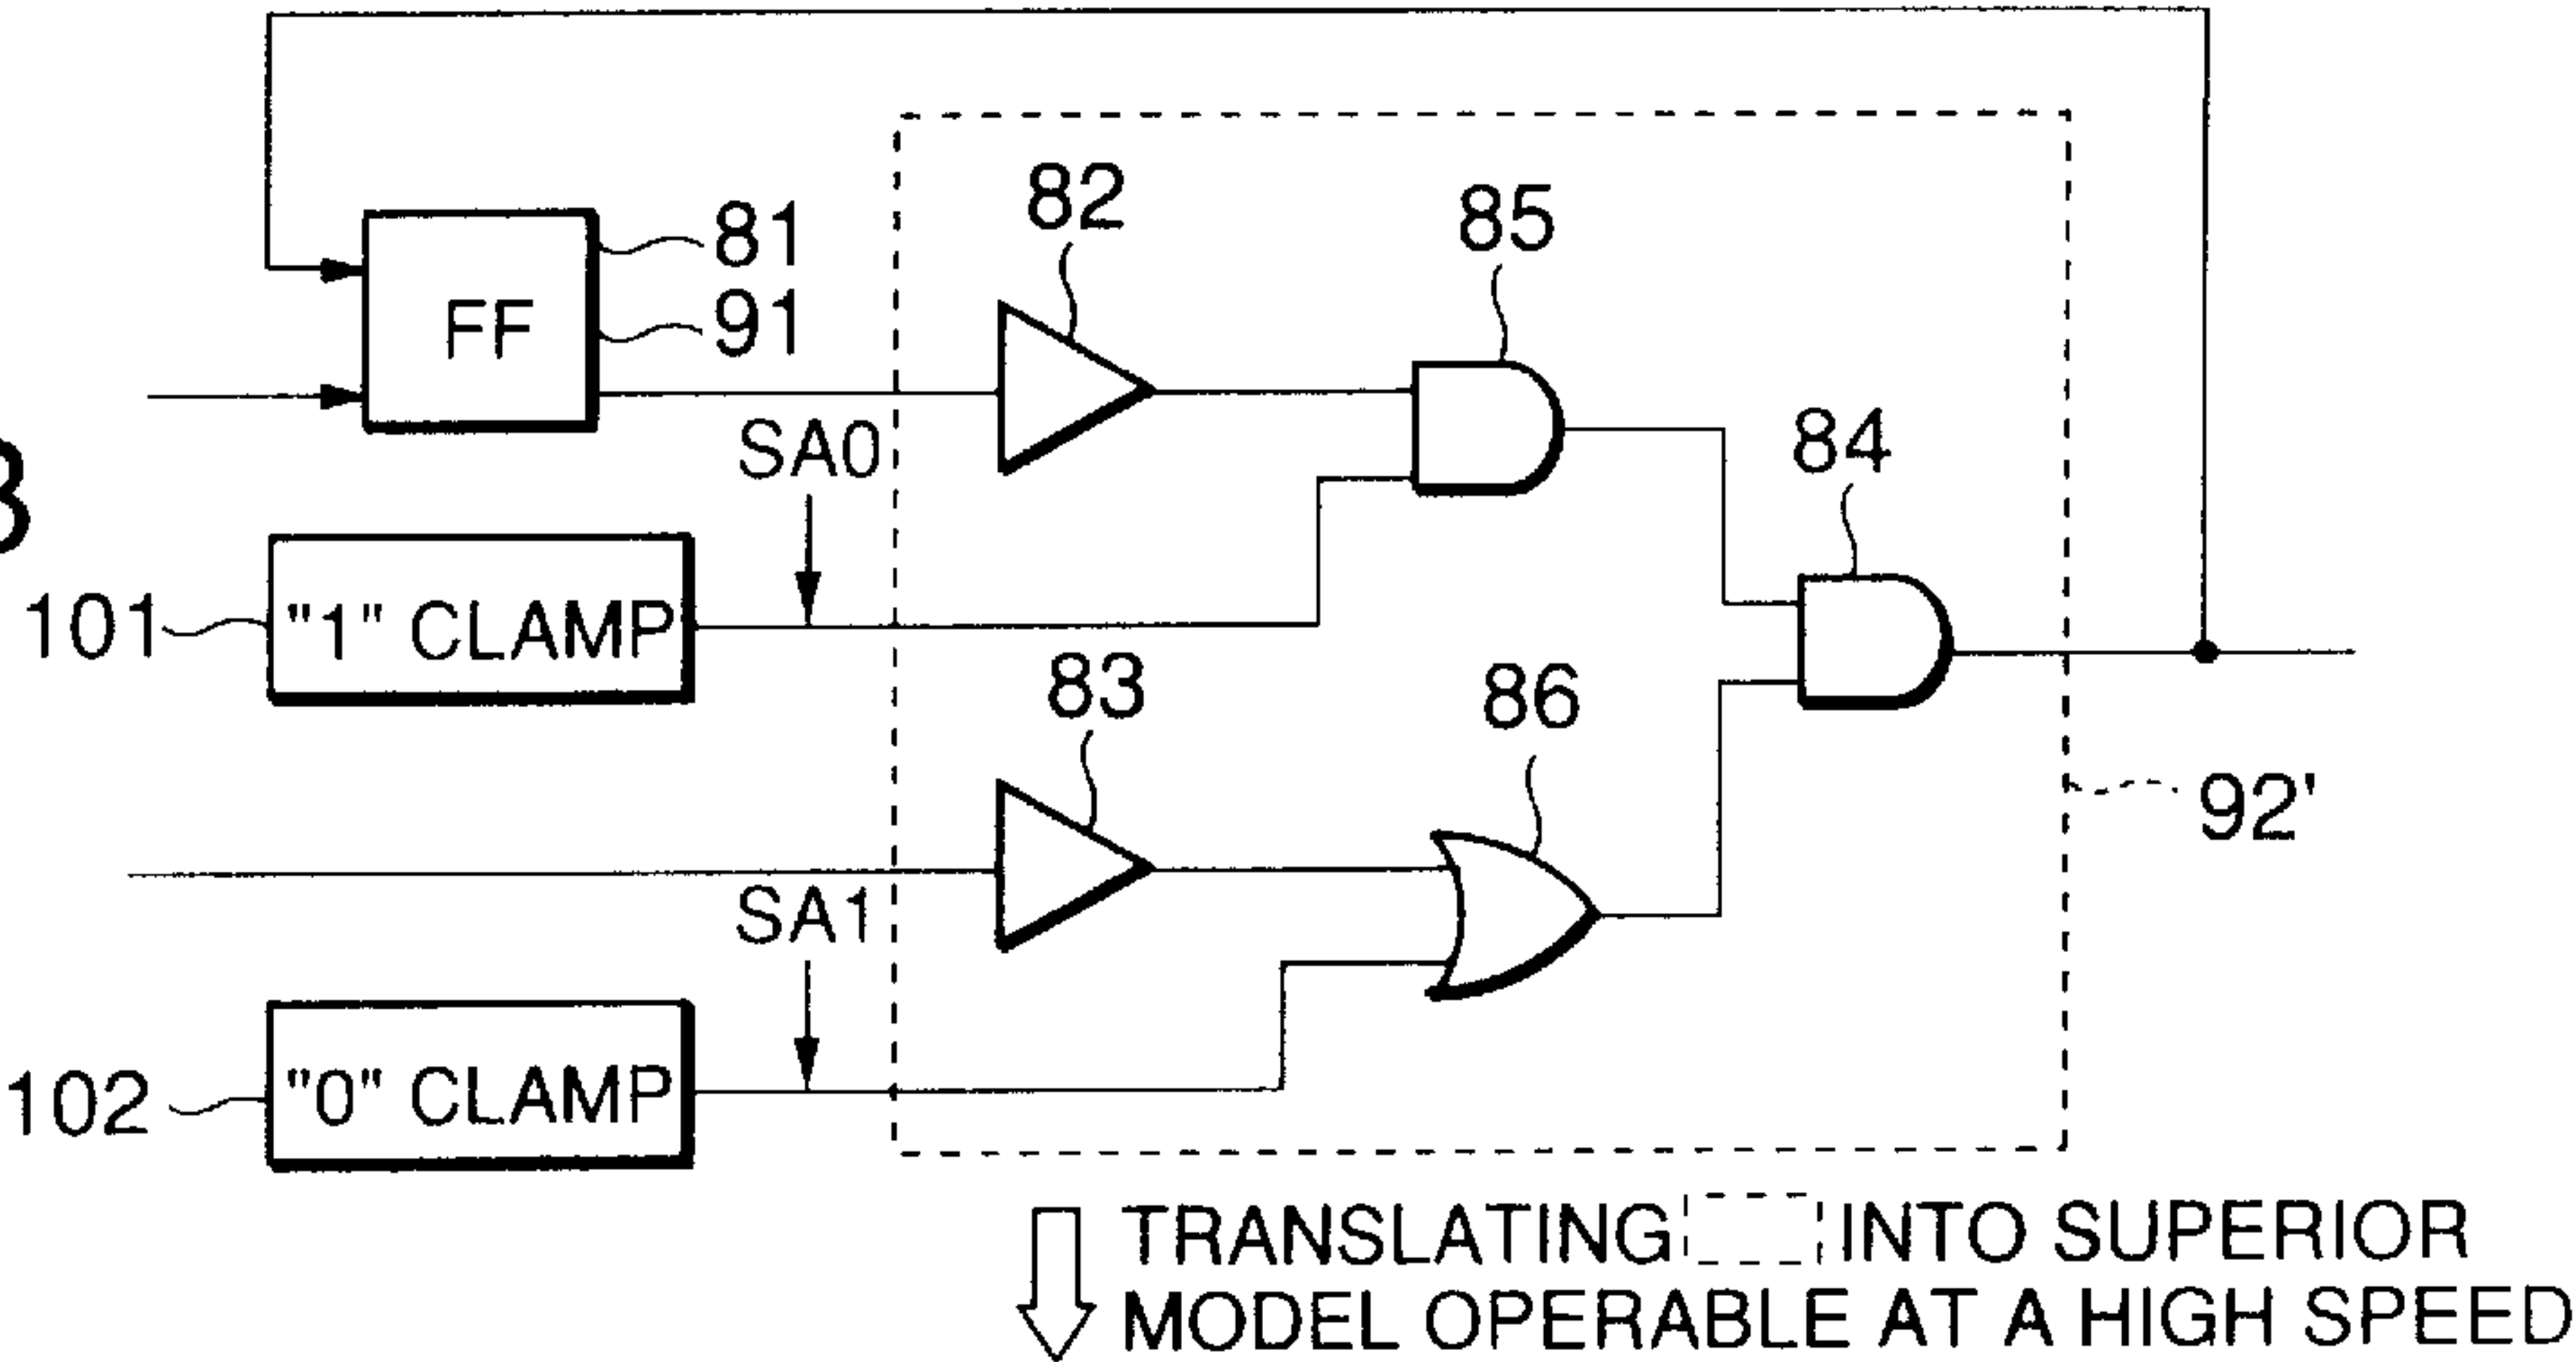 82
85
81
FF
91
84
SA0
101
"1" CLAMP
83
86
92'
SA1
102
"0" CLAMP
TRANSLATING INTO SUPERIOR
MODEL OPERABLE AT A HIGH SPEED